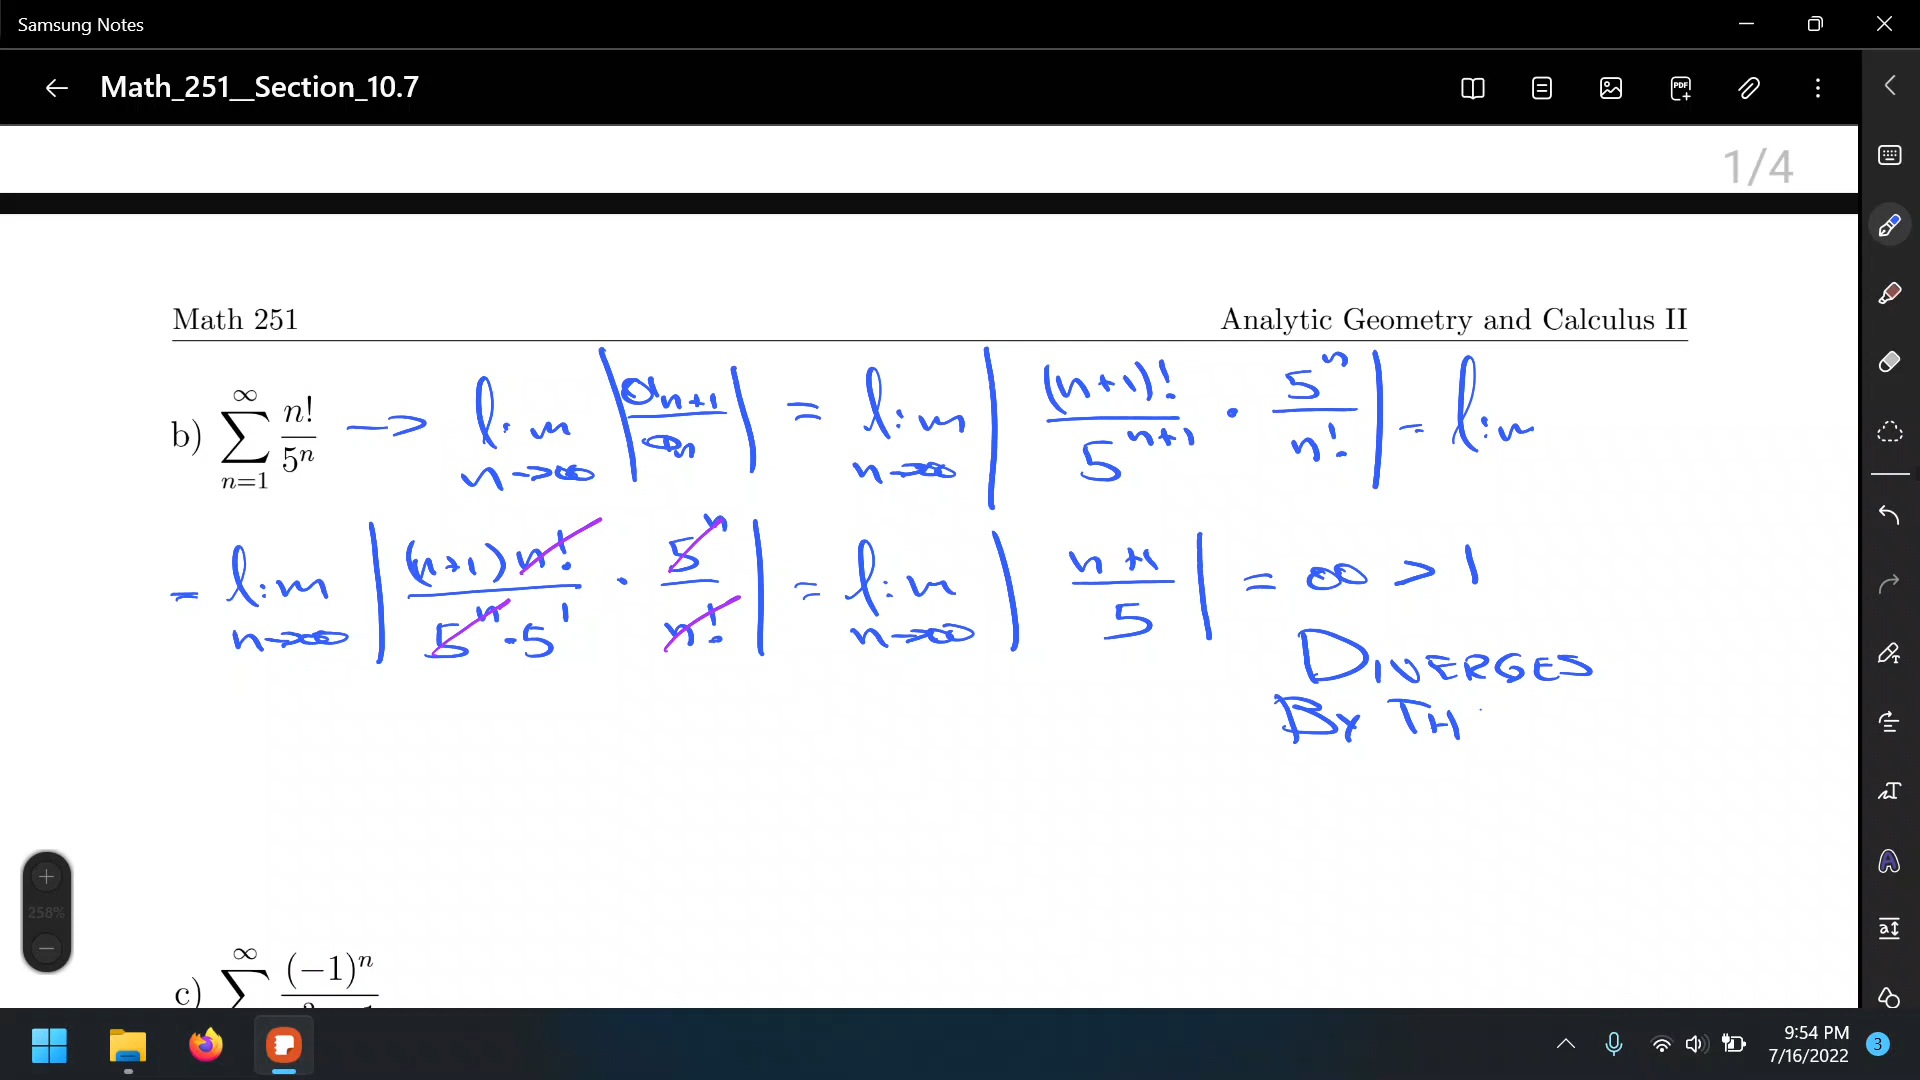 Samsung Notes
Math_251__Section_10.7
1/4
Math 251 Analytic Geometry and Calculus II
b) ∑_{n=1}^{∞} n!/5^n → lim_{n→∞} |a_{n+1}/a_n| = lim_{n→∞} |(n+1)!/5^{n+1} · 5^n/n!| = lim
= lim_{n→∞} |(n+1)n!/(5^n·5^1) · 5^n/n!| = lim_{n→∞} |(n+1)/5| = ∞ > 1
DIVERGES
BY TH
258%
c) ∑^{∞} (−1)^n
9:54 PM
7/16/2022
3